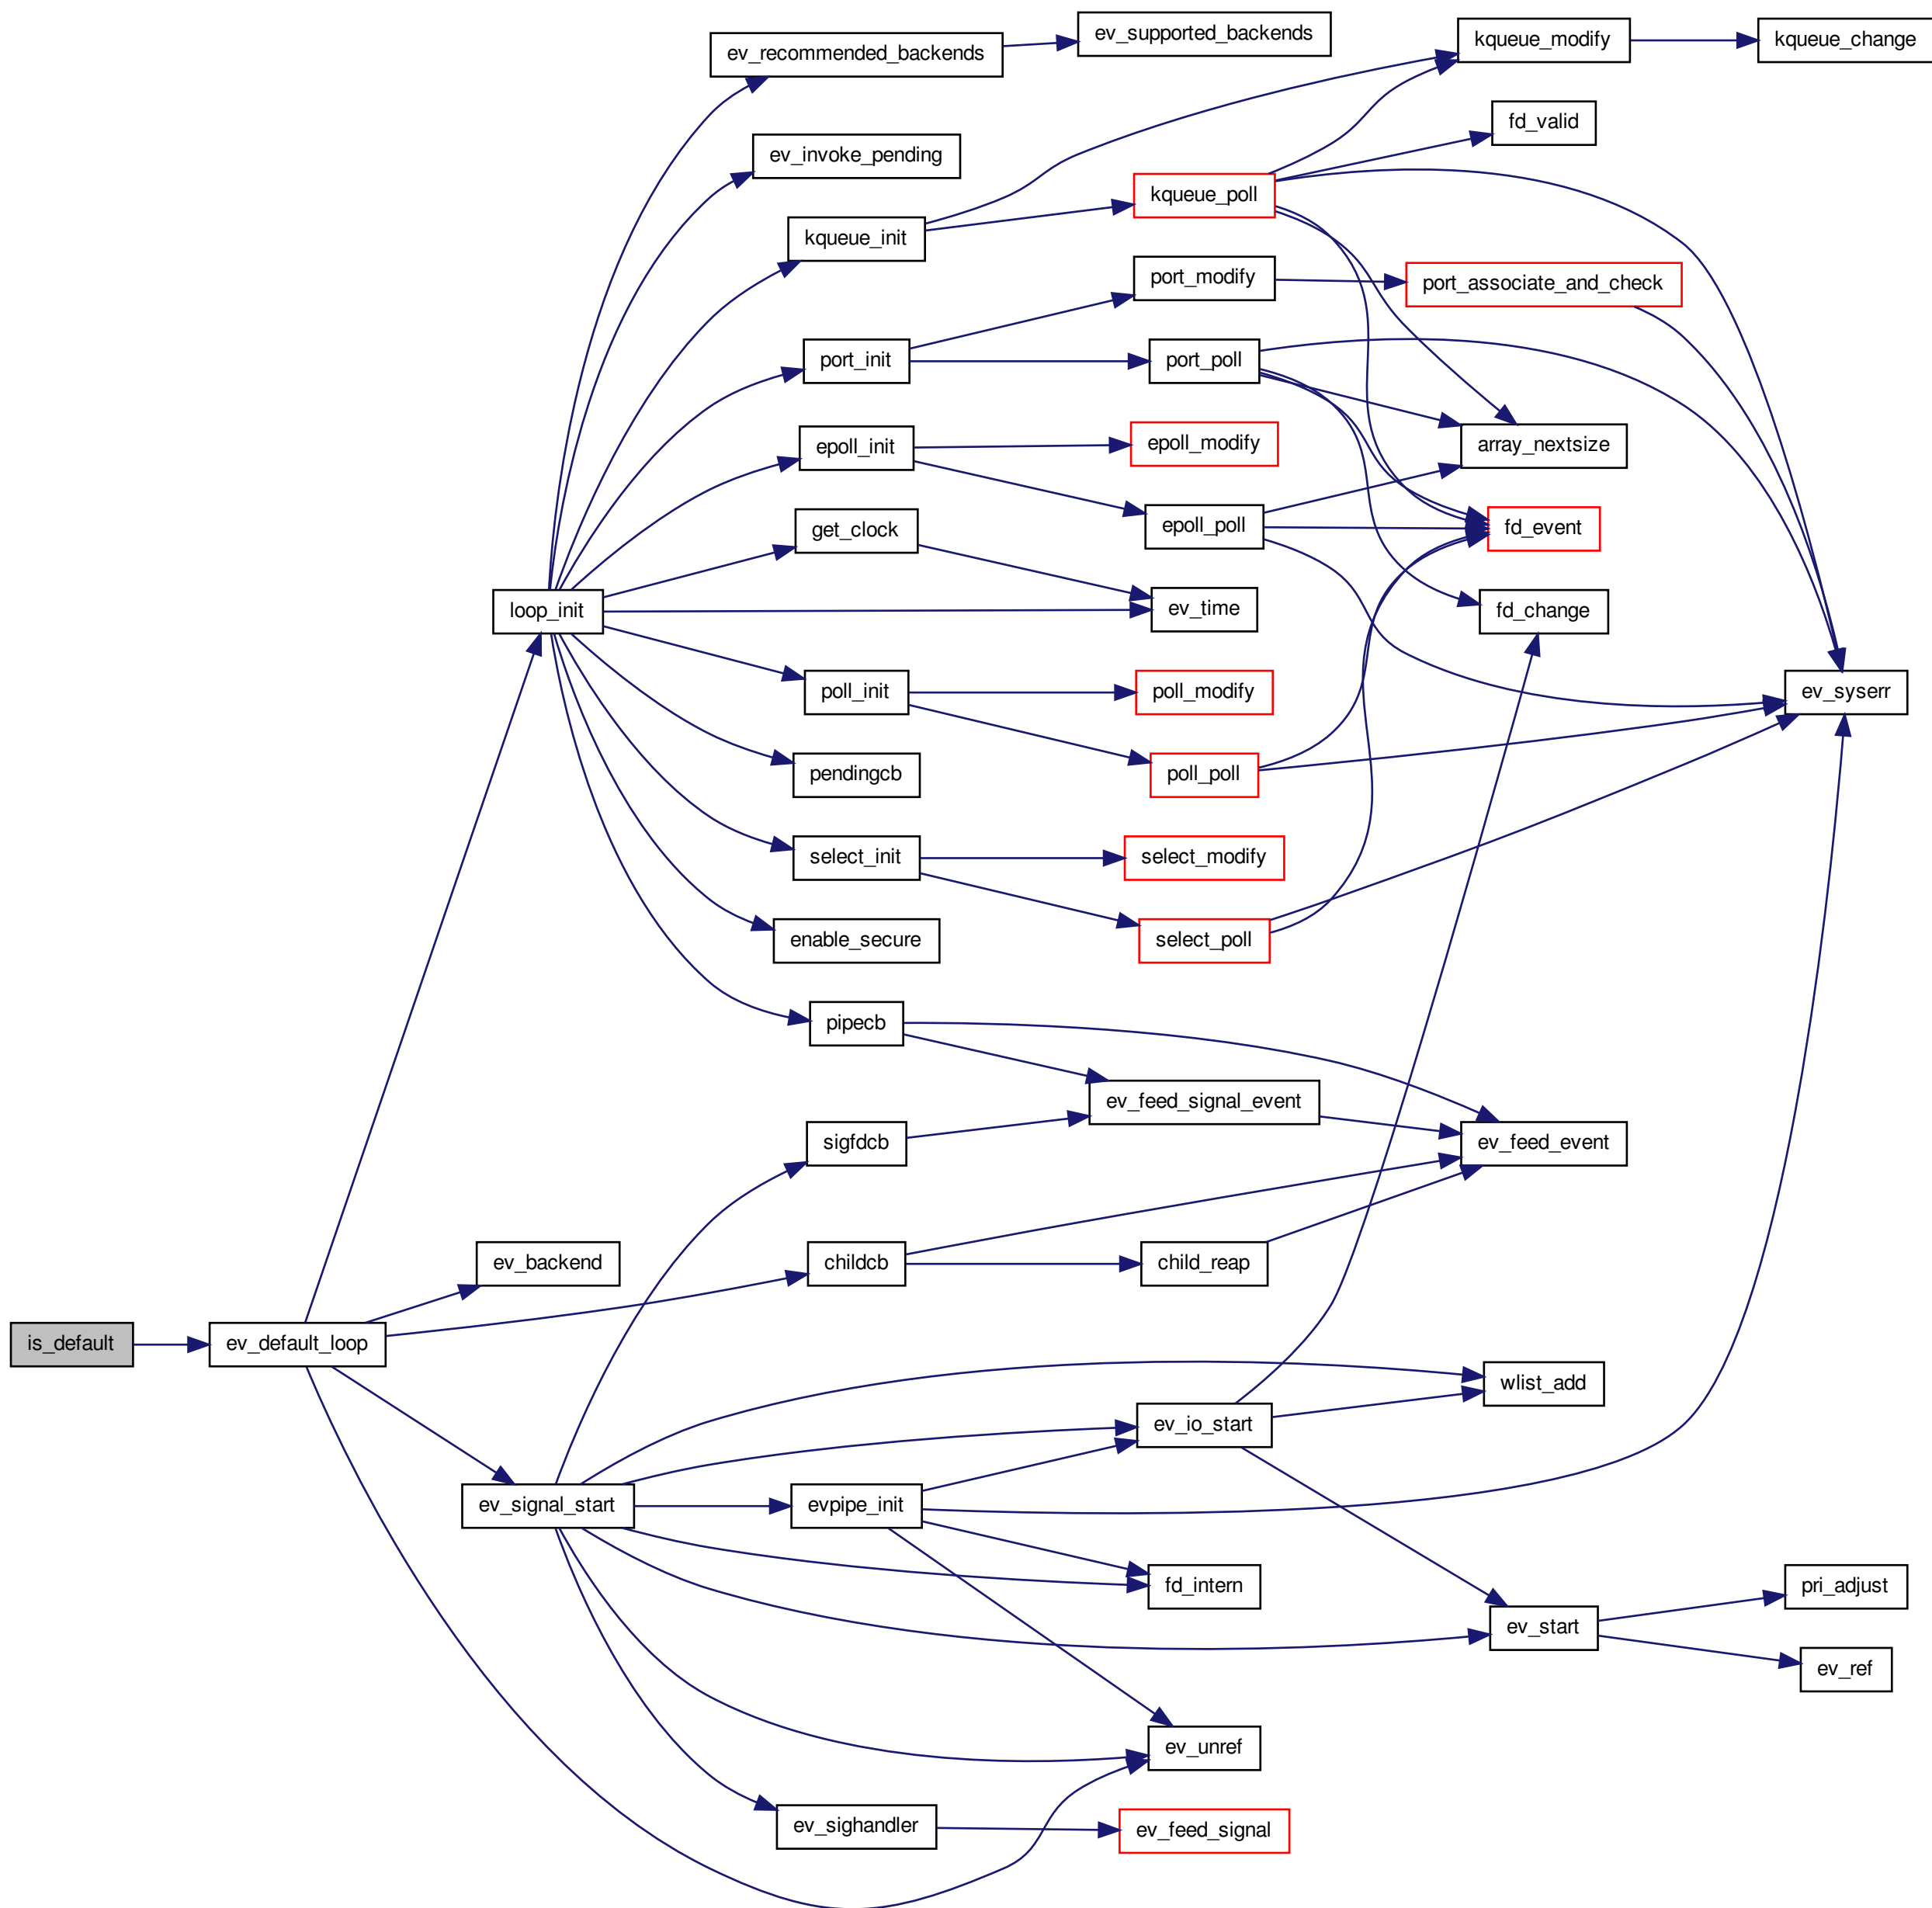 ev_recommended_backends
ev_supported_backends
kqueue_modify
kqueue_change
ev_invoke_pending
fd_valid
kqueue_init
kqueue_poll
port_modify
port_associate_and_check
port_init
port_poll
epoll_init
epoll_modify
array_nextsize
get_clock
epoll_poll
fd_event
loop_init
ev_time
fd_change
poll_init
poll_modify
ev_syserr
pendingcb
poll_poll
select_init
select_modify
enable_secure
select_poll
pipecb
ev_feed_signal_event
sigfdcb
ev_feed_event
ev_backend
childcb
child_reap
is_default
ev_default_loop
wlist_add
ev_io_start
ev_signal_start
evpipe_init
fd_intern
pri_adjust
ev_start
ev_ref
ev_unref
ev_sighandler
ev_feed_signal